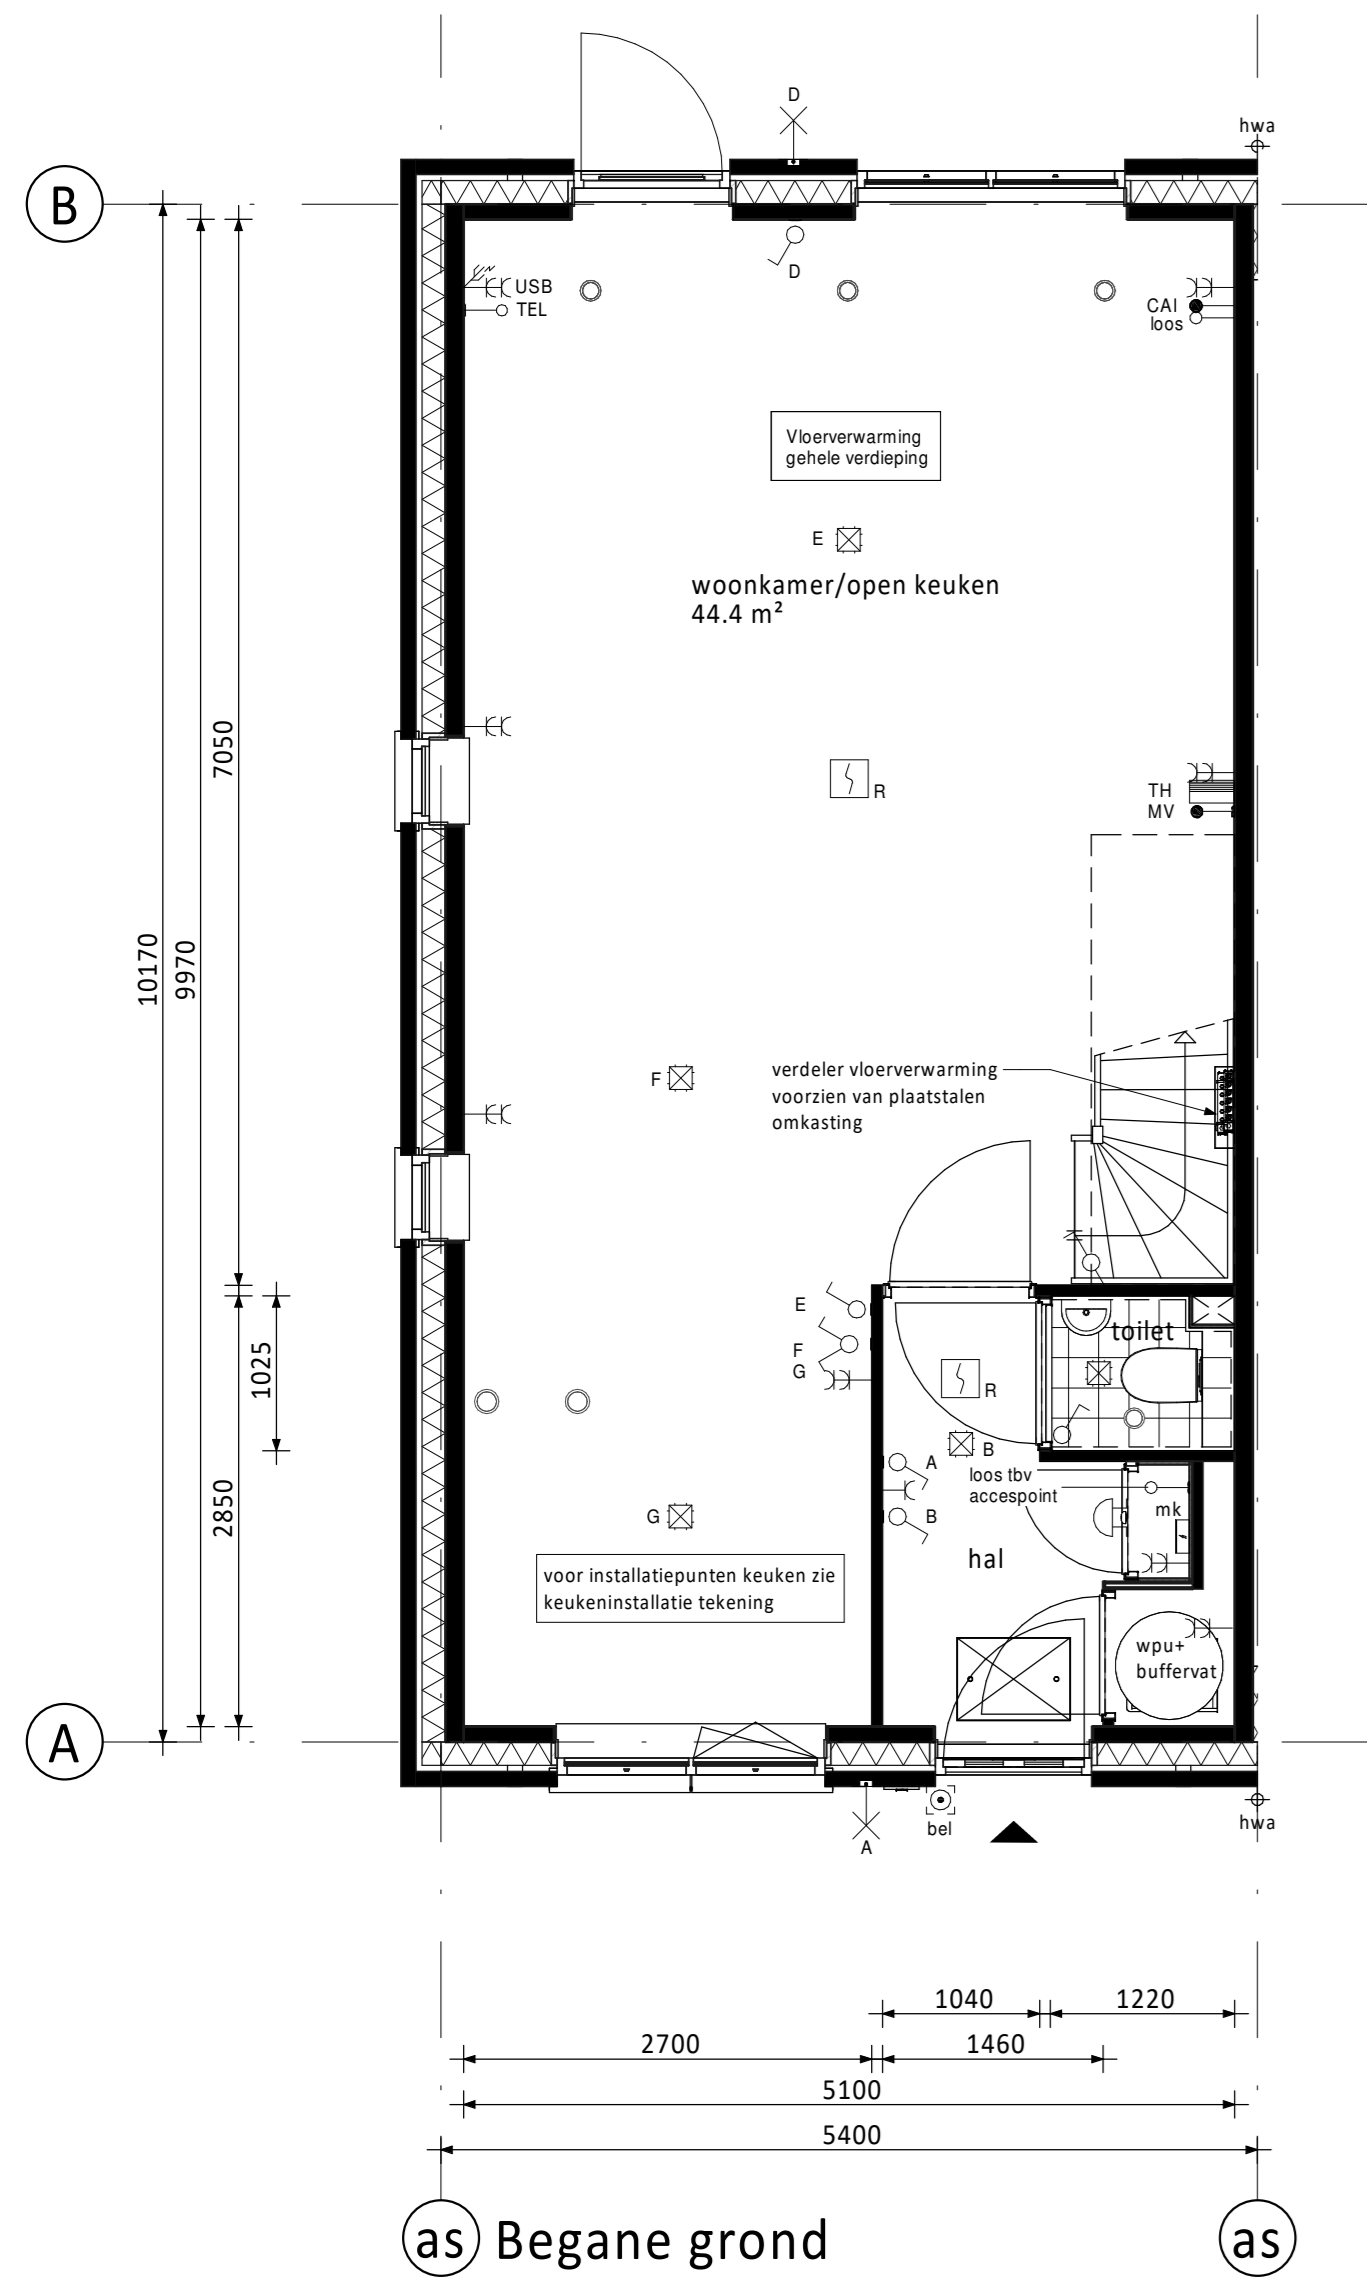 D
hwa
B
D
USB
TEL
CAI
loos
Vloerverwarming
gehele verdieping
E
woonkamer/open keuken
44.4 m²
7050
R
TH
MV
10170
9970
F
verdeler vloerverwarming
voorzien van plaatstalen
omkasting
E
F
G
1025
toilet
R
B
A
loos tbv
accespoint
mk
2850
G
B
hal
voor installatiepunten keuken zie
keukeninstallatie tekening
wpu+
buffervat
A
bel
A
hwa
1040
1220
2700
1460
5100
5400
as
Begane grond
as